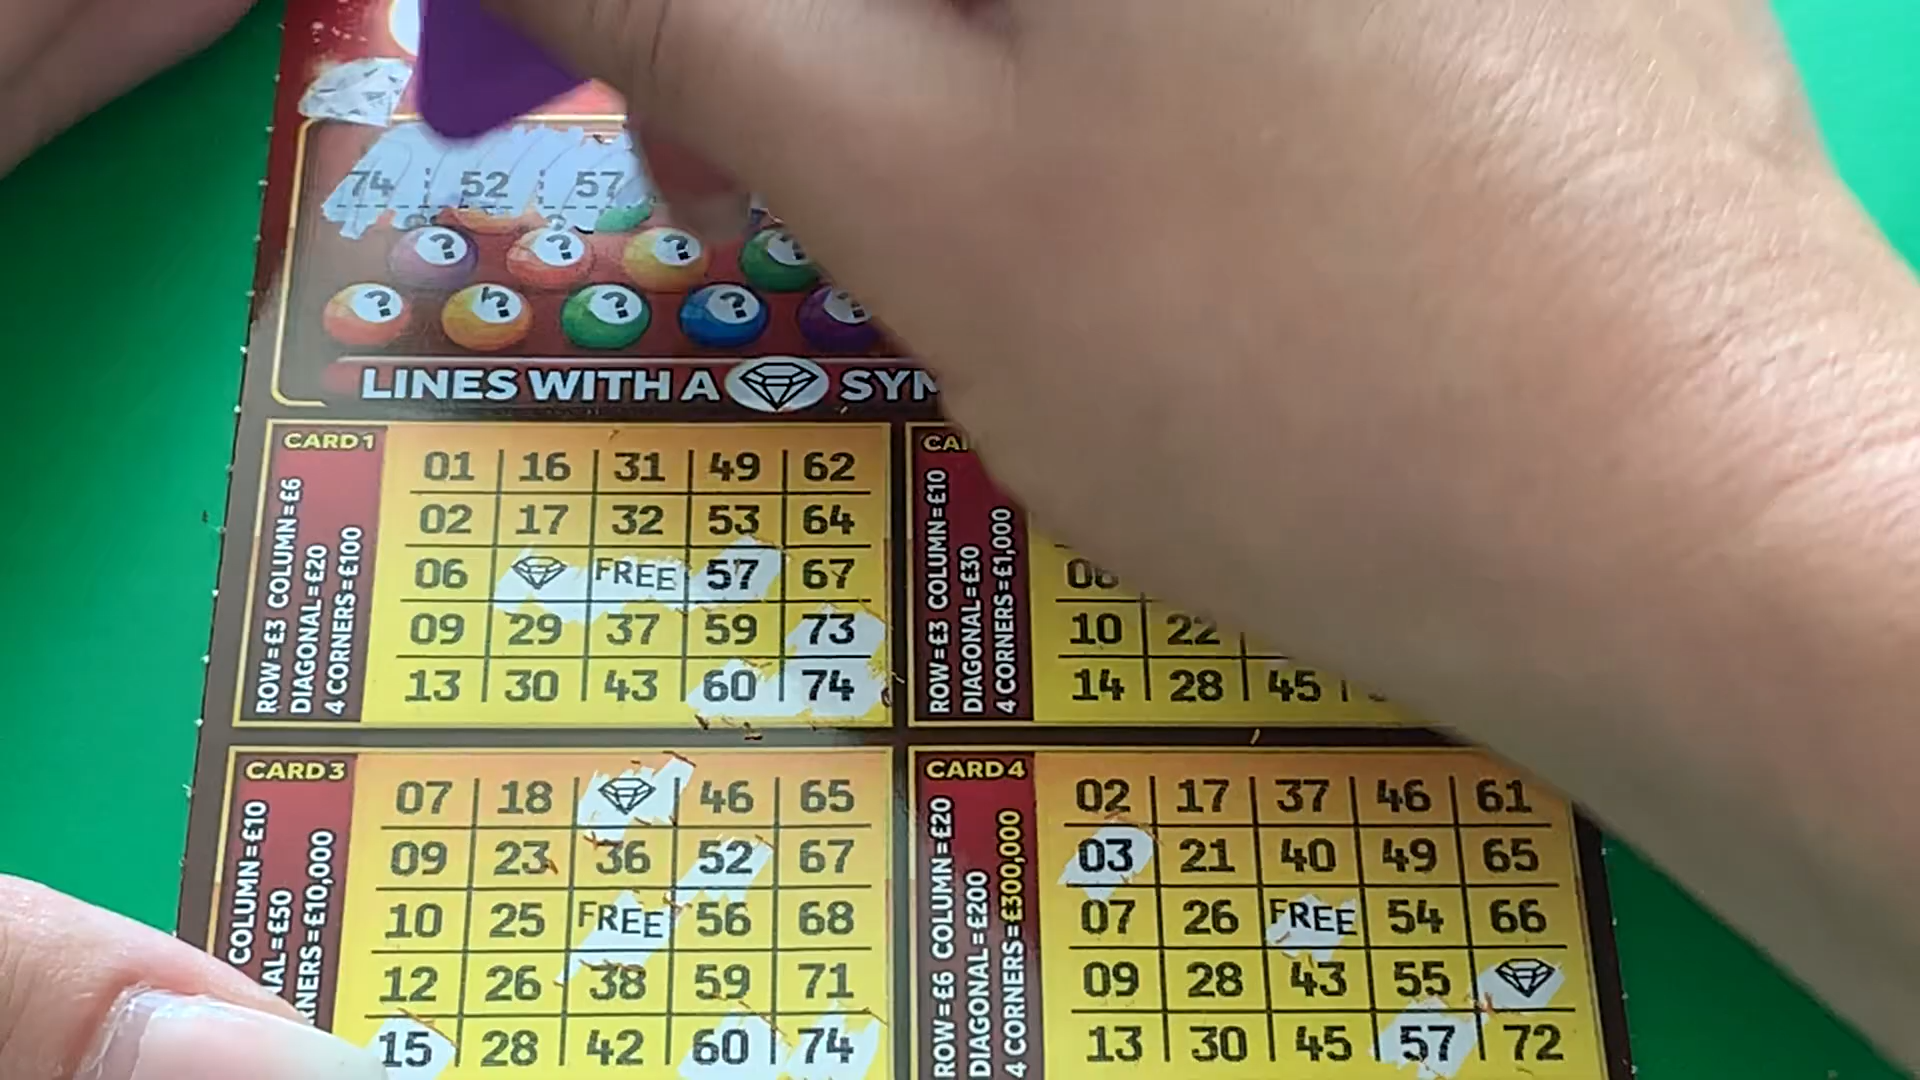 74 52 57
? ? ? ?
? ? ? ? ?
LINES WITH A SYM
CARD 1
ROW = £3 COLUMN = £6
DIAGONAL = £20
4 CORNERS = £100
01 16 31 49 62
02 17 32 53 64
06 FREE 57 67
09 29 37 59 73
13 30 43 60 74
ROW = £3 COLUMN = £10
DIAGONAL = £30
4 CORNERS = £1,000
10 22
14 28 45
CARD 3
COLUMN = £10
NAL = £50
RNERS = £10,000
07 18 46 65
09 23 36 52 67
10 25 FREE 56 68
12 26 38 59 71
15 28 42 60 74
CARD 4
ROW = £6 COLUMN = £20
DIAGONAL = £200
4 CORNERS = £300,000
02 17 37 46 61
03 21 40 49 65
07 26 FREE 54 66
09 28 43 55
13 30 45 57 72